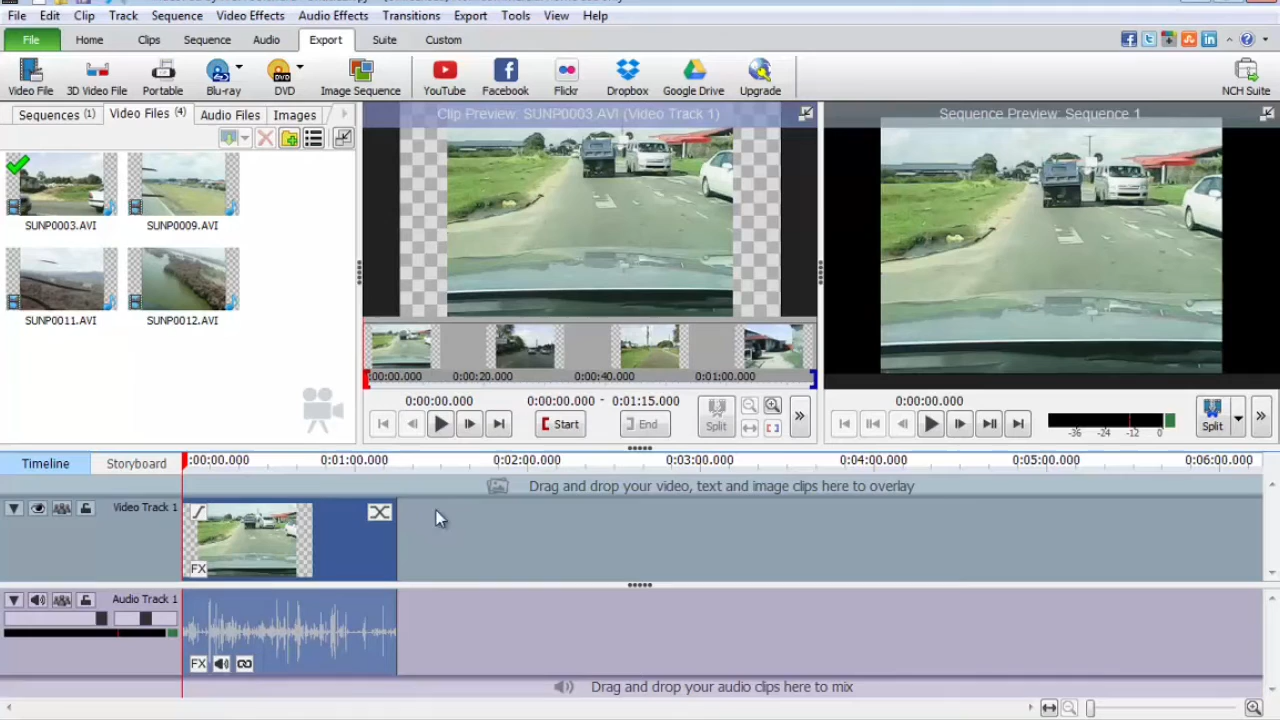 File Edit Clip Track Sequence Video Effects Audio Effects Transitions Export Tools View Help
File Home Clips Sequence Audio Export Suite Custom
Video File 3D Video File Portable Blu-ray DVD Image Sequence YouTube Facebook Flickr Dropbox Google Drive Upgrade NCH Suite
Sequences (1) Video Files (4) Audio Files Images
Clip Preview: SUNP0003.AVI (Video Track 1)
Sequence Preview: Sequence 1
SUNP0003.AVI SUNP0009.AVI
SUNP0011.AVI SUNP0012.AVI
:00:00.000 0:00:20.000 0:00:40.000 0:01:00.000
0:00:00.000 0:00:00.000 - 0:01:15.000
Start End Split
0:00:00.000
-36 -24 -12 0
Split
Timeline Storyboard
:00:00.000 0:01:00.000 0:02:00.000 0:03:00.000 0:04:00.000 0:05:00.000 0:06:00.000
Drag and drop your video, text and image clips here to overlay
Video Track 1
FX
Audio Track 1
FX
Drag and drop your audio clips here to mix